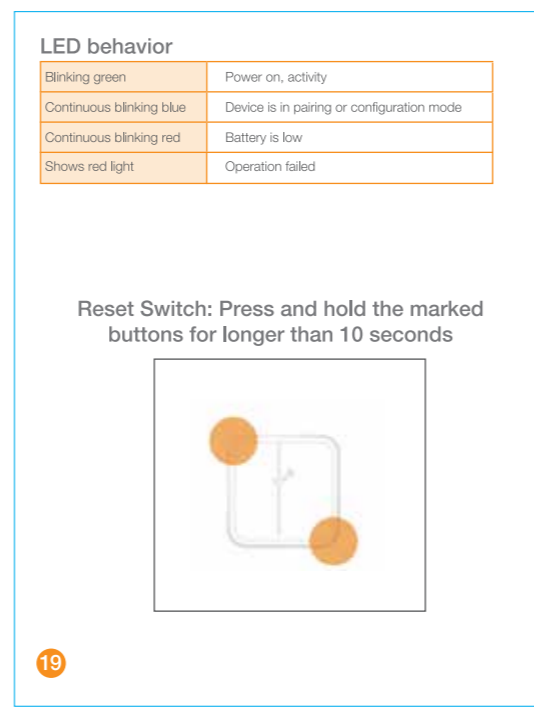 LED behavior
Blinking green Power on, activity
Continuous blinking blue Device is in pairing or configuration mode
Continuous blinking red Battery is low
Shows red light Operation failed
Reset Switch: Press and hold the marked
buttons for longer than 10 seconds
19